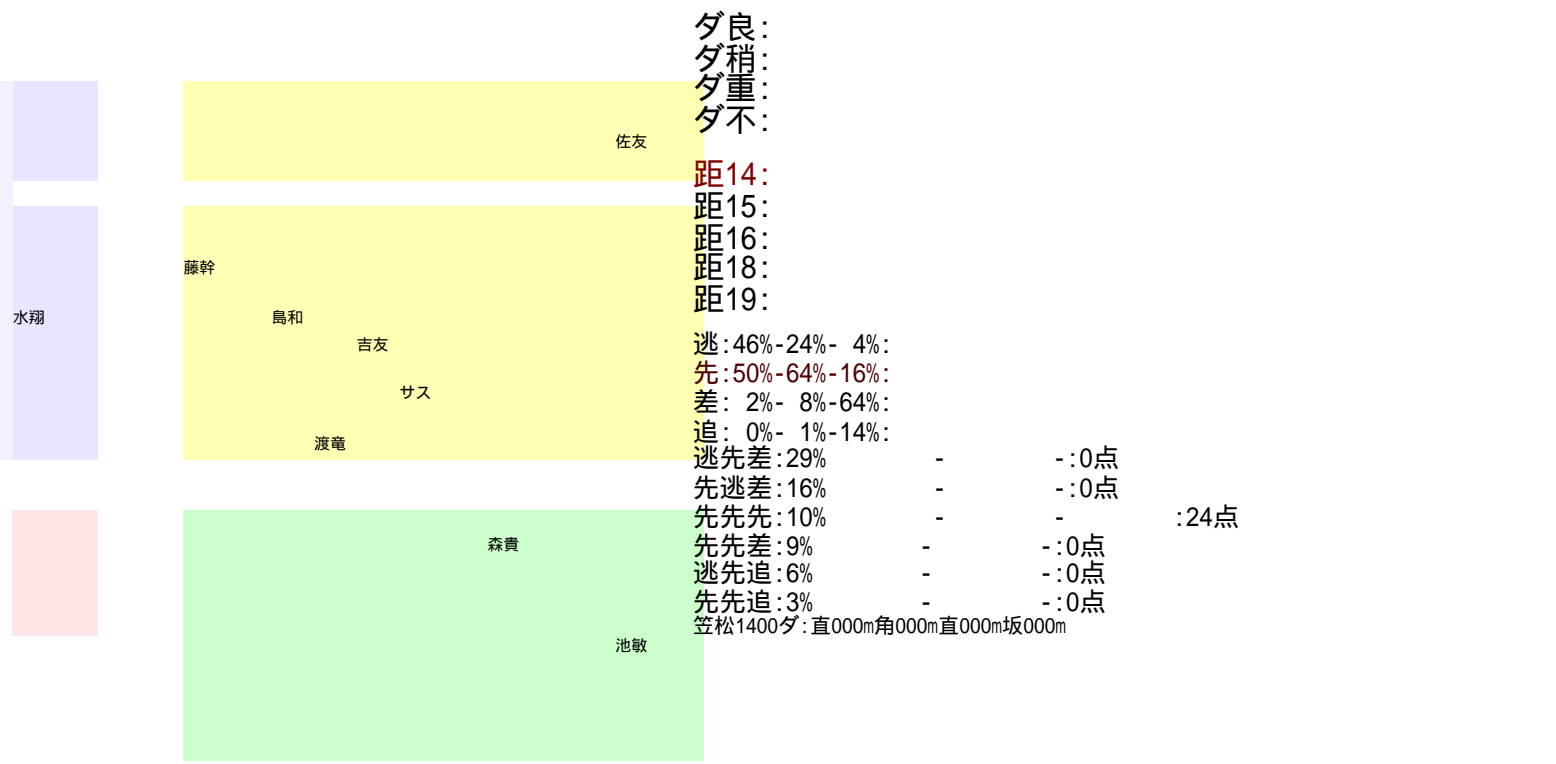 佐友
藤幹
水翔
島和
吉友
サス
渡竜
森貴
池敏
ダ良:
ダ稍:
ダ重:
ダ不:
距14:
距15:
距16:
距18:
距19:
逃:46%-24%- 4%:
先:50%-64%-16%:
差: 2%- 8%-64%:
追: 0%- 1%-14%:
逃先差:29% - -:0点
先逃差:16% - -:0点
先先先:10% - - :24点
先先差:9% - -:0点
逃先追:6% - -:0点
先先追:3% - -:0点
笠松1400ダ:直000m角000m直000m坂000m